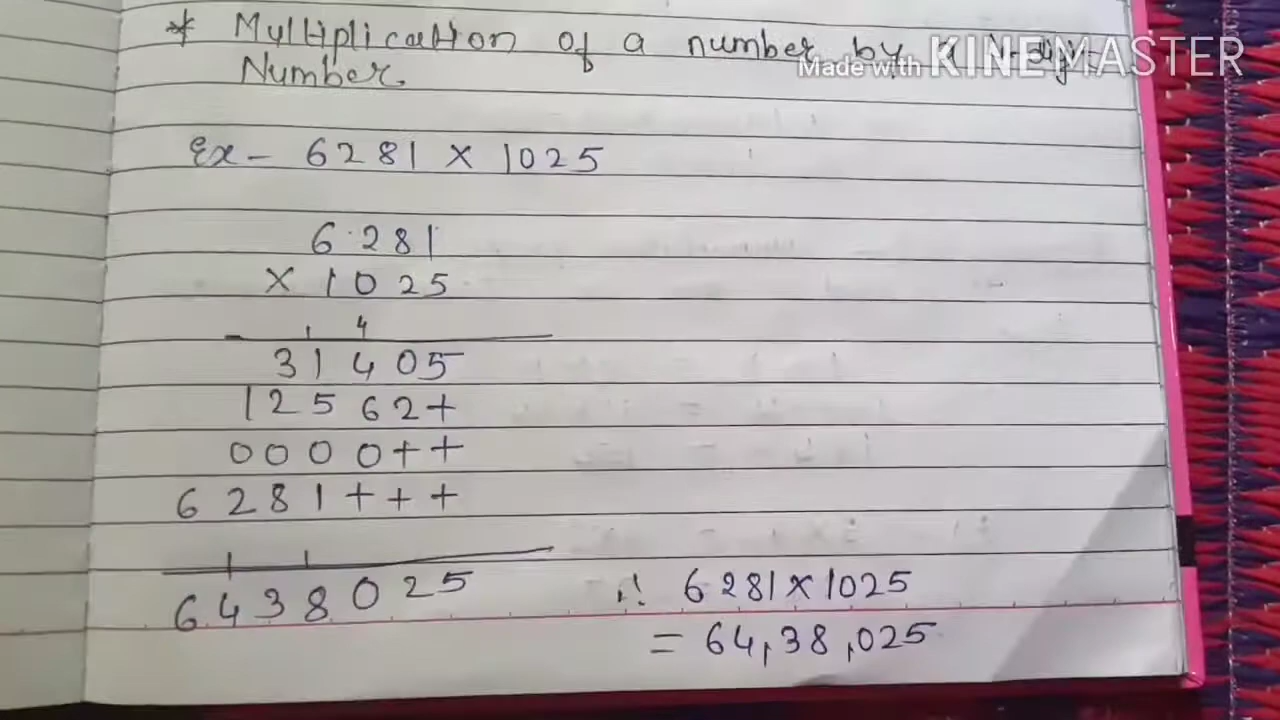 * Multiplication of a number by a
Made with KINEMASTER
Number.
Ex - 6281 × 1025
6281
× 1025
1 4
31405
12562+
0000++
6281+++
1 1
6438025
∴ 6281×1025
= 64,38,025